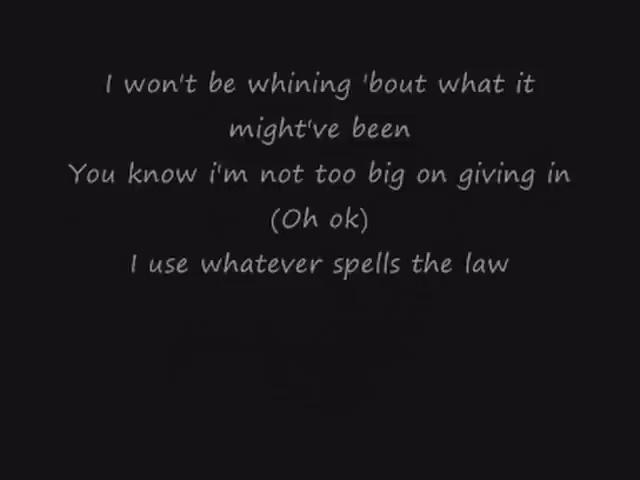 I won't be whining 'bout what it
might've been
You know i'm not too big on giving in
(Oh ok)
I use whatever spells the law